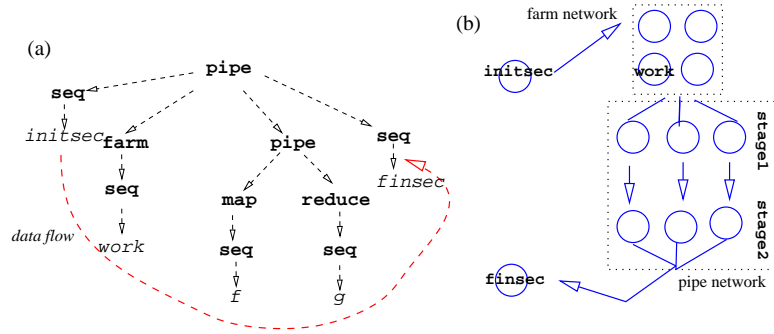 (a)
pipe
seq
initsec
farm
pipe
seq
finsec
seq
map
reduce
data flow
work
seq
seq
f
g
(b)
farm network
initsec
work
stage1
stage2
finsec
pipe network